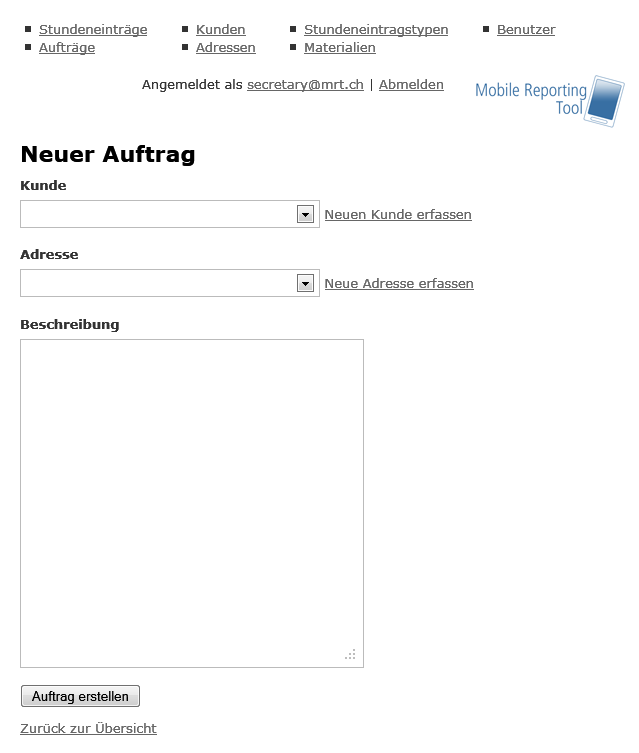 Stundeneinträge Kunden Stundeneintragstypen Benutzer
Aufträge Adressen Materialien
Angemeldet als secretary@mrt.ch | Abmelden
Mobile Reporting
Tool
Neuer Auftrag
Kunde
Neuen Kunde erfassen
Adresse
Neue Adresse erfassen
Beschreibung
Auftrag erstellen
Zurück zur Übersicht